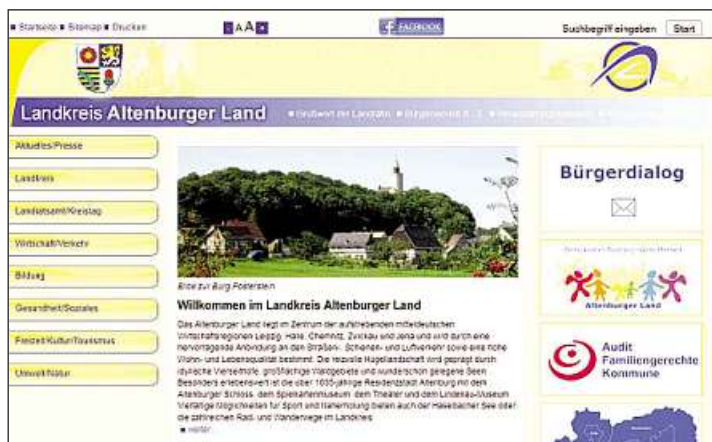 Startseite Sitemap Drucken
A A
FACEBOOK
Suchbegriff eingeben Start
Landkreis Altenburger Land
Grußwort der Landrätin
Aktuelles/Presse
Landkreis
Landratsamt/Kreistag
Wirtschaft/Verkehr
Bildung
Gesundheit/Soziales
Freizeit/Kultur/Tourismus
Umwelt/Natur
Blick zur Burg Posterstein
Willkommen im Landkreis Altenburger Land
Das Altenburger Land liegt im Zentrum der aufstrebenden mitteldeutschen
Wirtschaftsregionen Leipzig, Halle, Chemnitz, Zwickau und Jena und wird durch eine
hervorragende Anbindung an den Straßen-, Schienen- und Luftverkehr sowie eine hohe
Wohn- und Lebensqualität bestimmt. Die reizvolle Hügellandschaft wird geprägt durch
idyllische Vierseithöfe, großflächige Waldgebiete und wunderschön gelegene Seen.
Besonders erlebenswert ist die über 1035-jährige Residenzstadt Altenburg mit dem
Altenburger Schloss, dem Spielkartenmuseum, dem Theater und dem Lindenau-Museum.
Vielfältige Möglichkeiten für Sport und Naherholung bieten auch der Haselbacher See oder
die zahlreichen Rad- und Wanderwege im Landkreis.
weiter
Bürgerdialog
Altenburger Land
Audit
Familiengerechte
Kommune